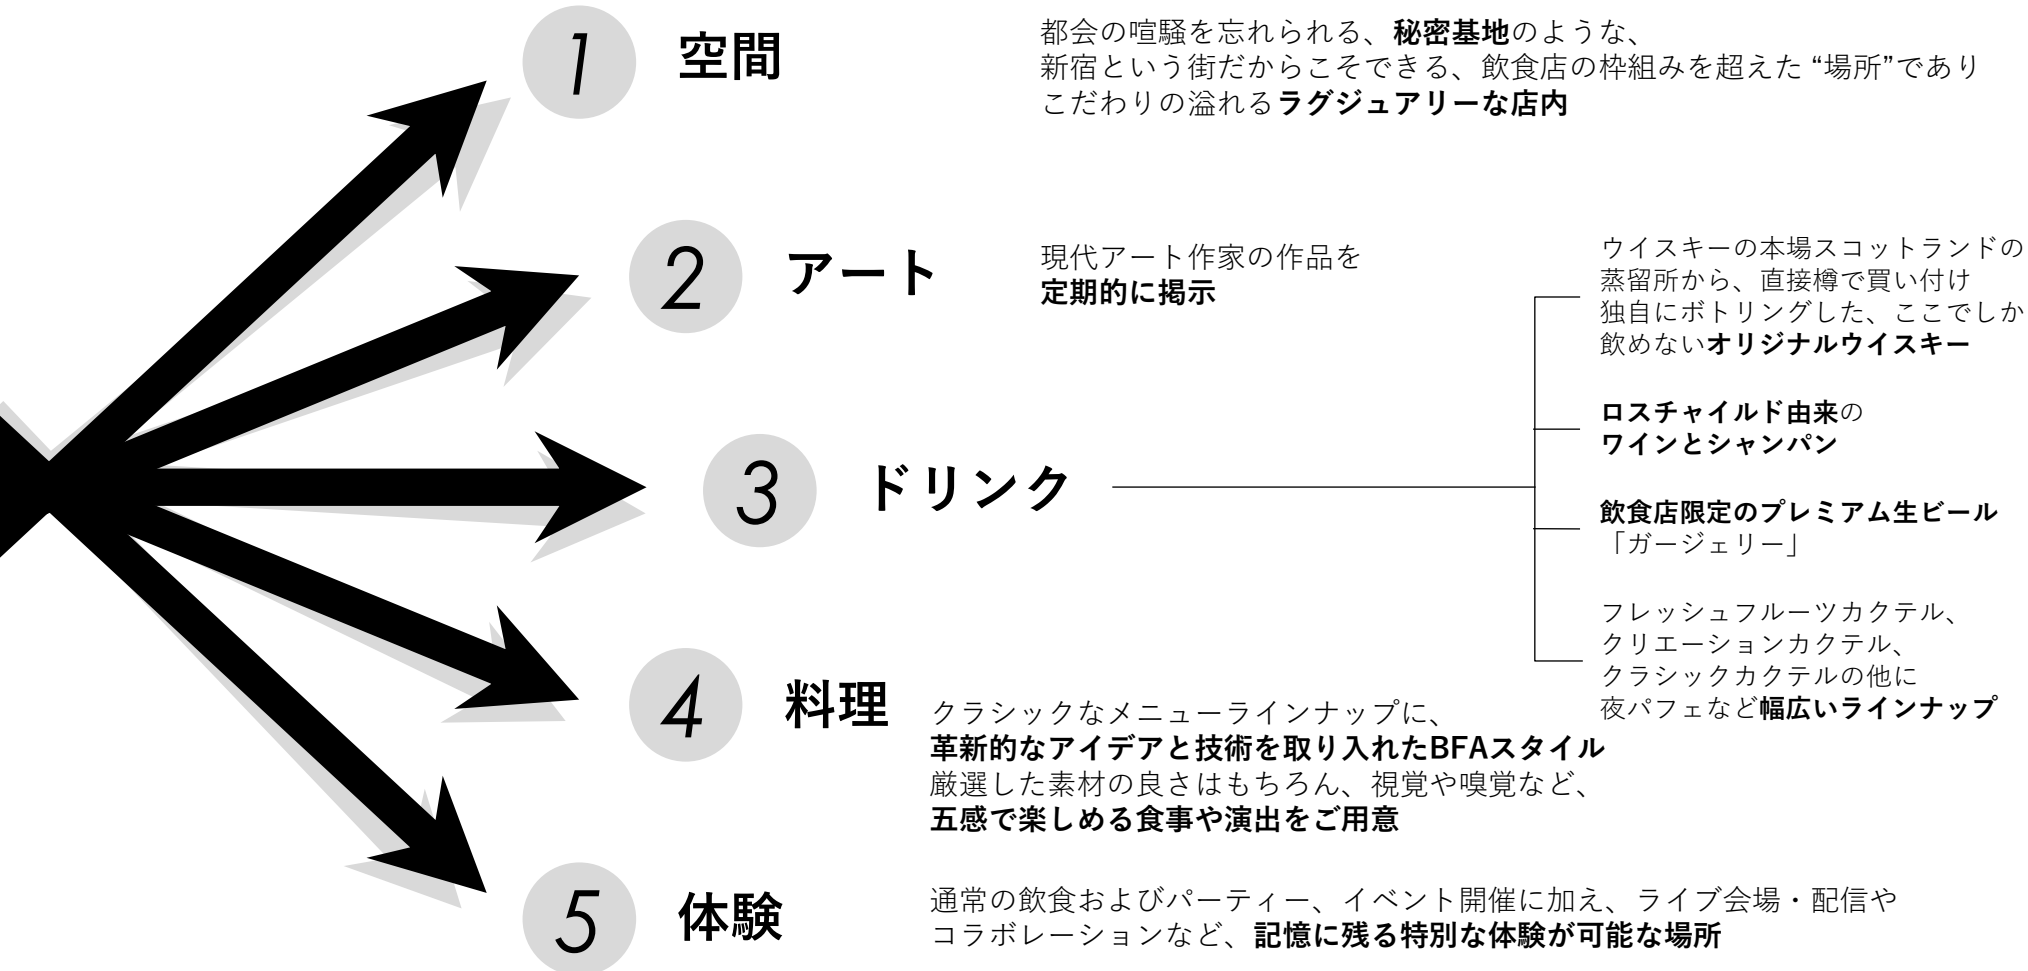 1 空間
都会の喧騒を忘れられる、秘密基地のような、
新宿という街だからこそできる、飲食店の枠組みを超えた “場所”であり
こだわりの溢れるラグジュアリーな店内
2 アート
現代アート作家の作品を
定期的に掲示
3 ドリンク
ウイスキーの本場スコットランドの
蒸留所から、直接樽で買い付け
独自にボトリングした、ここでしか
飲めないオリジナルウイスキー
ロスチャイルド由来の
ワインとシャンパン
飲食店限定のプレミアム生ビール
「ガージェリー」
フレッシュフルーツカクテル、
クリエーションカクテル、
クラシックカクテルの他に
夜パフェなど幅広いラインナップ
4 料理
クラシックなメニューラインナップに、
革新的なアイデアと技術を取り入れたBFAスタイル
厳選した素材の良さはもちろん、視覚や嗅覚など、
五感で楽しめる食事や演出をご用意
5 体験
通常の飲食およびパーティー、イベント開催に加え、ライブ会場・配信や
コラボレーションなど、記憶に残る特別な体験が可能な場所